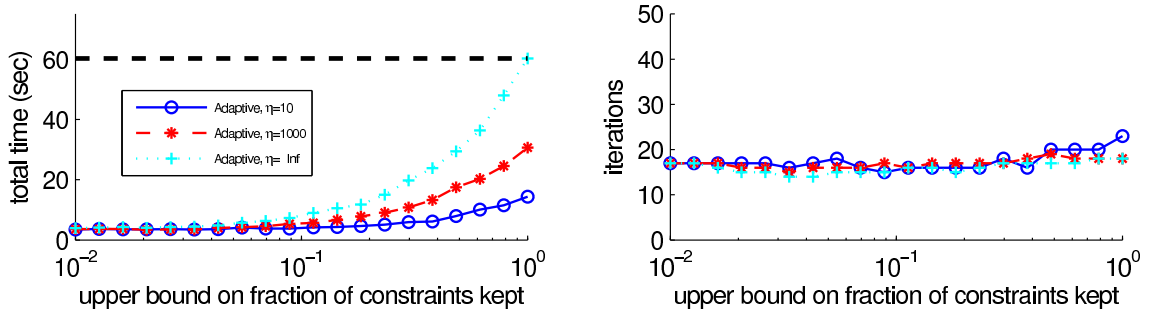 total time (sec)
60
40
20
0
Adaptive, η=10
Adaptive, η=1000
Adaptive, η= Inf
10^-2
10^-1
10^0
upper bound on fraction of constraints kept
iterations
50
40
30
20
10
0
10^-2
10^-1
10^0
upper bound on fraction of constraints kept